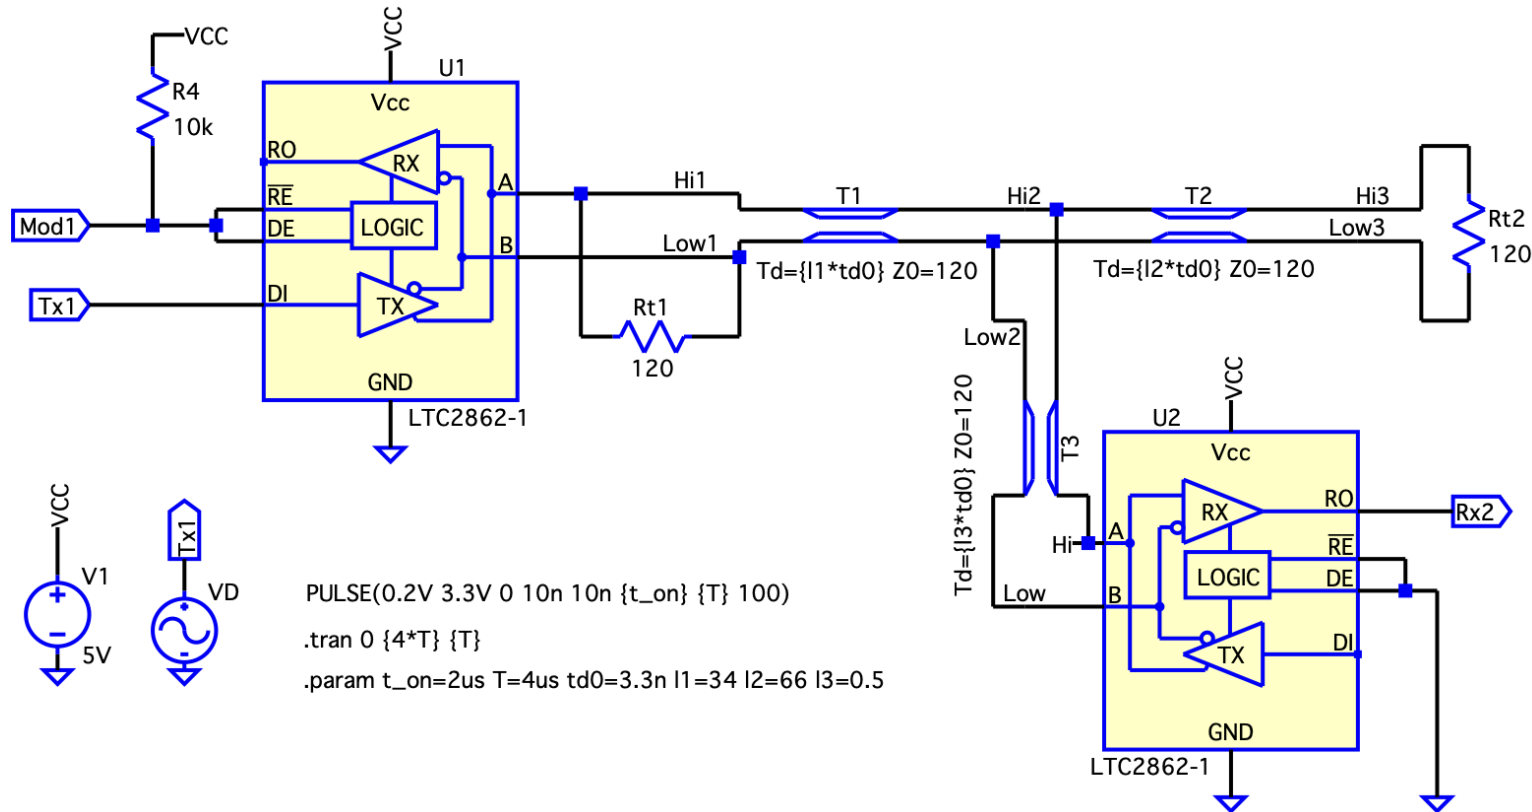 VCC
R4
10k
Mod1
Tx1
VCC
U1
Vcc
RO
RX
RE
DE
LOGIC
A
B
DI
TX
GND
LTC2862-1
Hi1
Low1
Rt1
120
T1
Td={l1*td0} Z0=120
Hi2
Low2
T2
Td={l2*td0} Z0=120
Hi3
Low3
Rt2
120
Td={l3*td0} Z0=120
T3
Hi
Low
VCC
U2
Vcc
RO
RX
A
RE
DE
LOGIC
B
TX
DI
GND
LTC2862-1
Rx2
VCC
V1
5V
Tx1
VD
PULSE(0.2V 3.3V 0 10n 10n {t_on} {T} 100)
.tran 0 {4*T} {T}
.param t_on=2us T=4us td0=3.3n l1=34 l2=66 l3=0.5